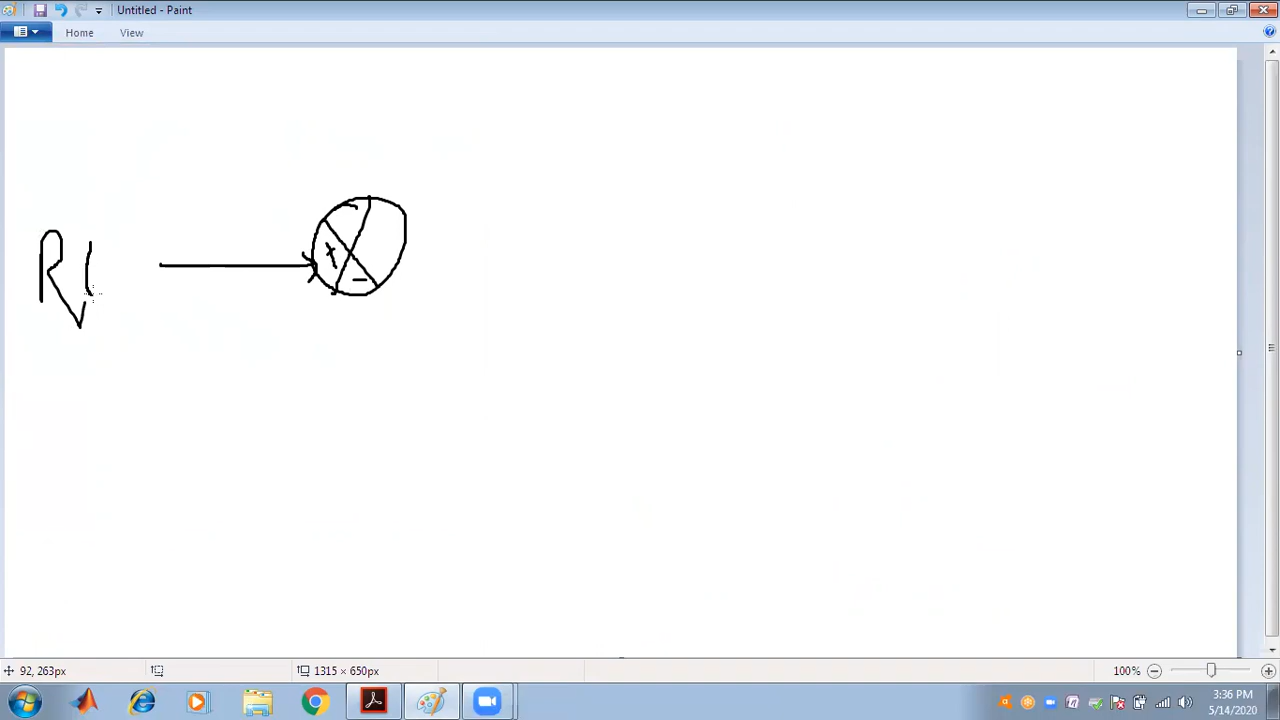 Untitled - Paint
Home View
R(
+
-
92, 263px 1315 × 650px 100%
3:36 PM
5/14/2020